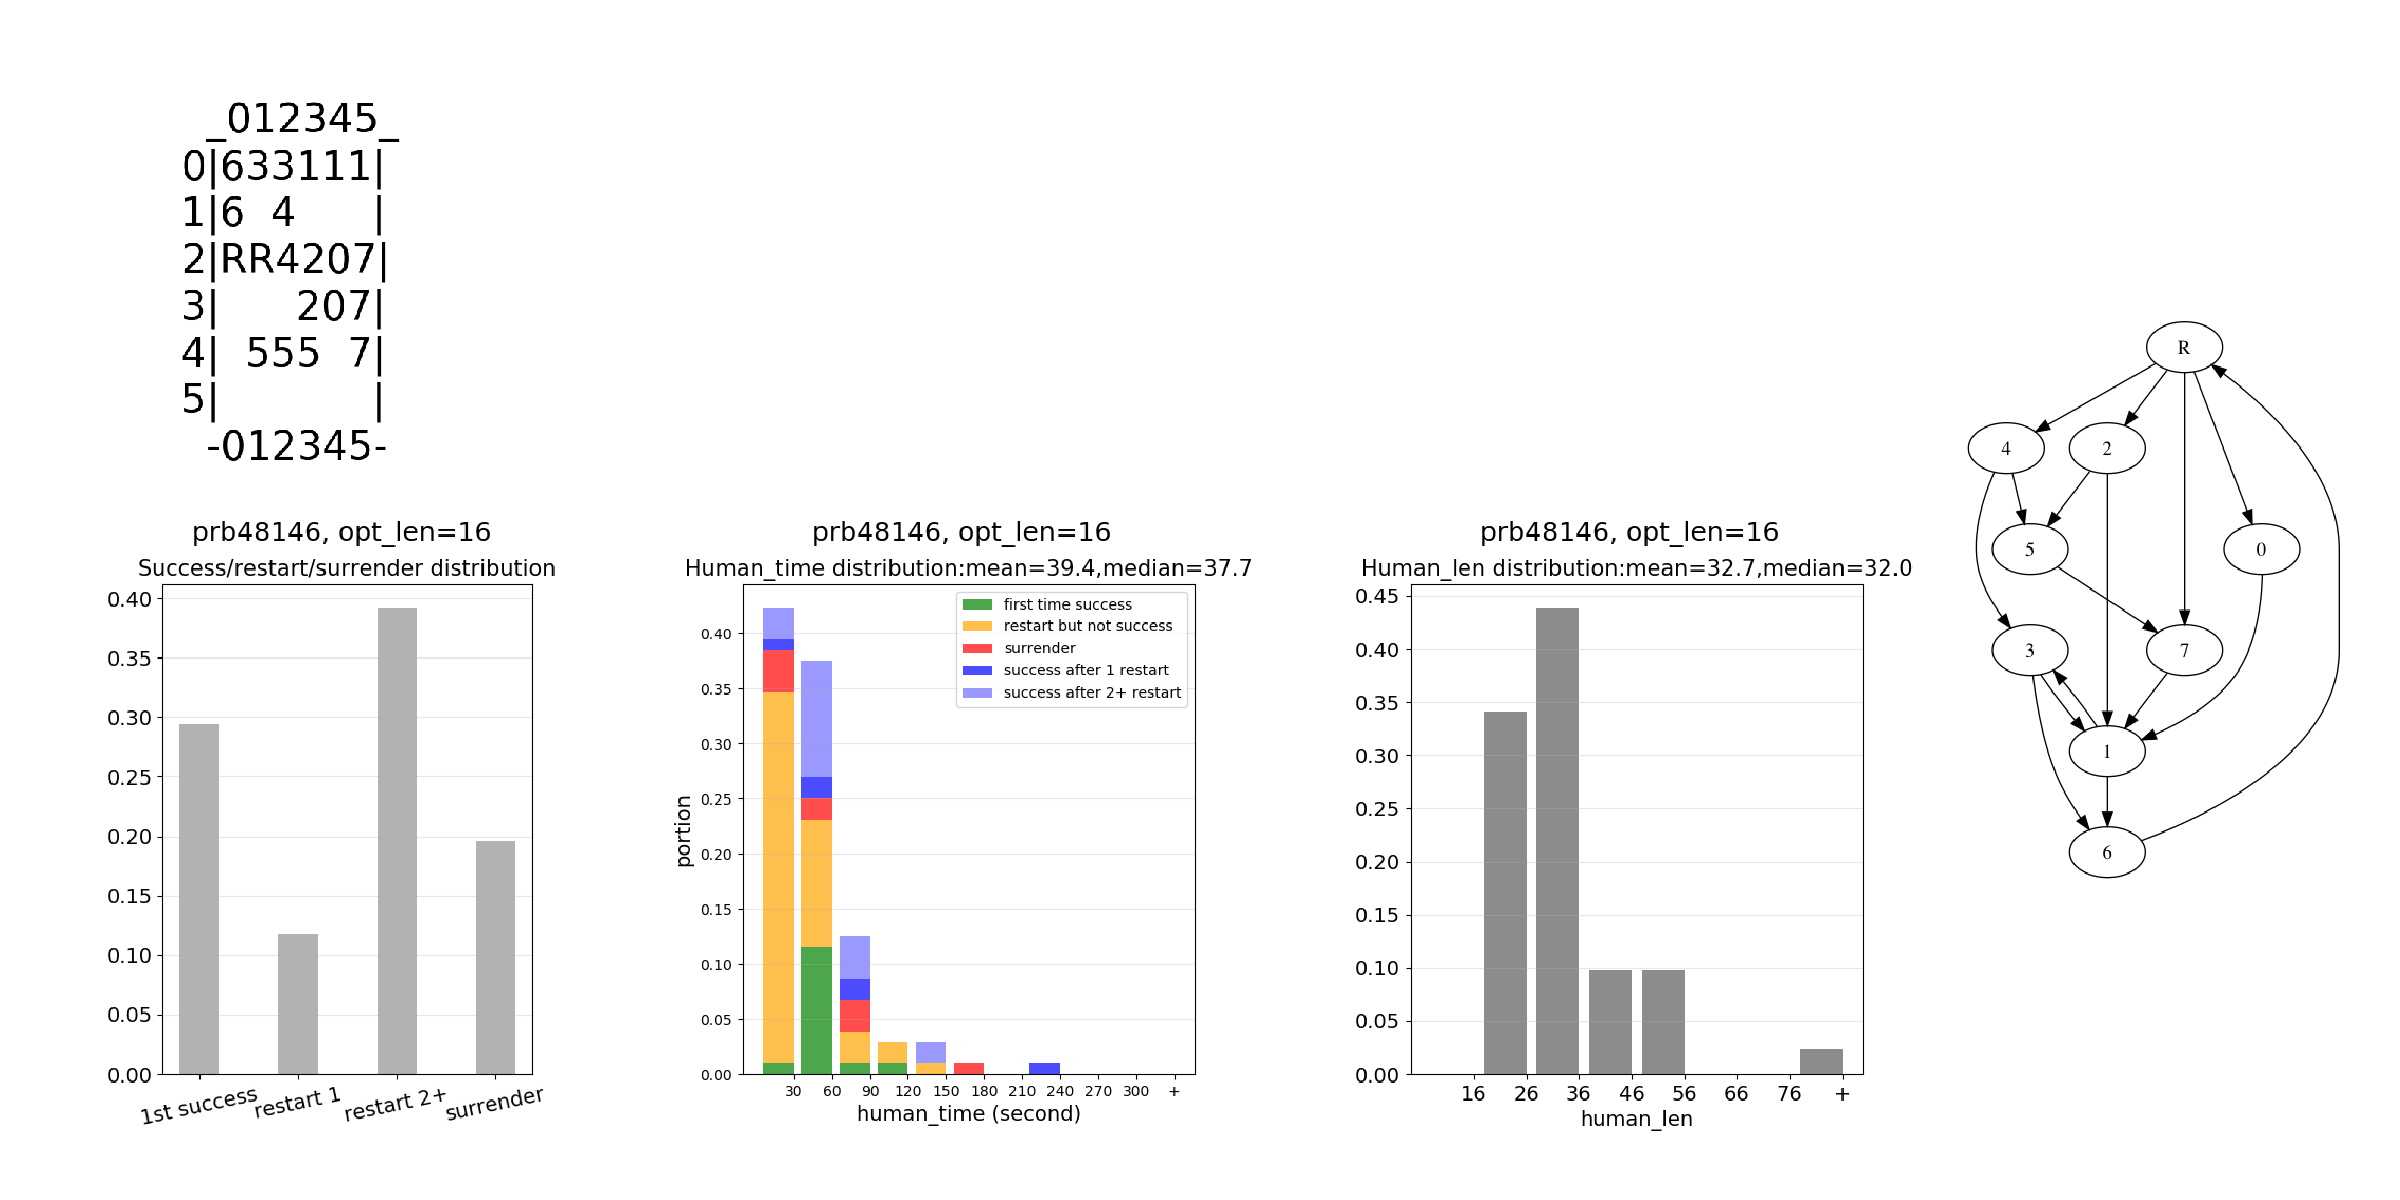 _012345_
0|633111|
1|6  4      |
2|RR4207|
3|      207|
4|  555  7|
5|            |
-012345-
prb48146, opt_len=16
Success/restart/surrender distribution
0.40
0.35
0.30
0.25
0.20
0.15
0.10
0.05
0.00
1st success
restart 1
restart 2+
surrender
prb48146, opt_len=16
Human_time distribution:mean=39.4,median=37.7
first time success
restart but not success
surrender
success after 1 restart
success after 2+ restart
portion
0.40
0.35
0.30
0.25
0.20
0.15
0.10
0.05
0.00
30 60 90 120 150 180 210 240 270 300 +
human_time (second)
prb48146, opt_len=16
Human_len distribution:mean=32.7,median=32.0
0.45
0.40
0.35
0.30
0.25
0.20
0.15
0.10
0.05
0.00
16 26 36 46 56 66 76 +
human_len
R
4 2
5 0
3 7
1
6